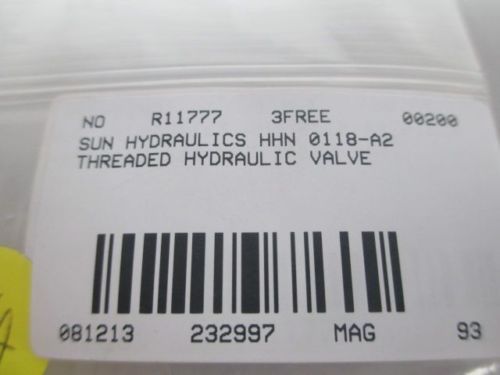 NO R11777 3FREE 00200
SUN HYDRAULICS HHN 0118-A2
THREADED HYDRAULIC VALVE
081213 232997 MAG 93